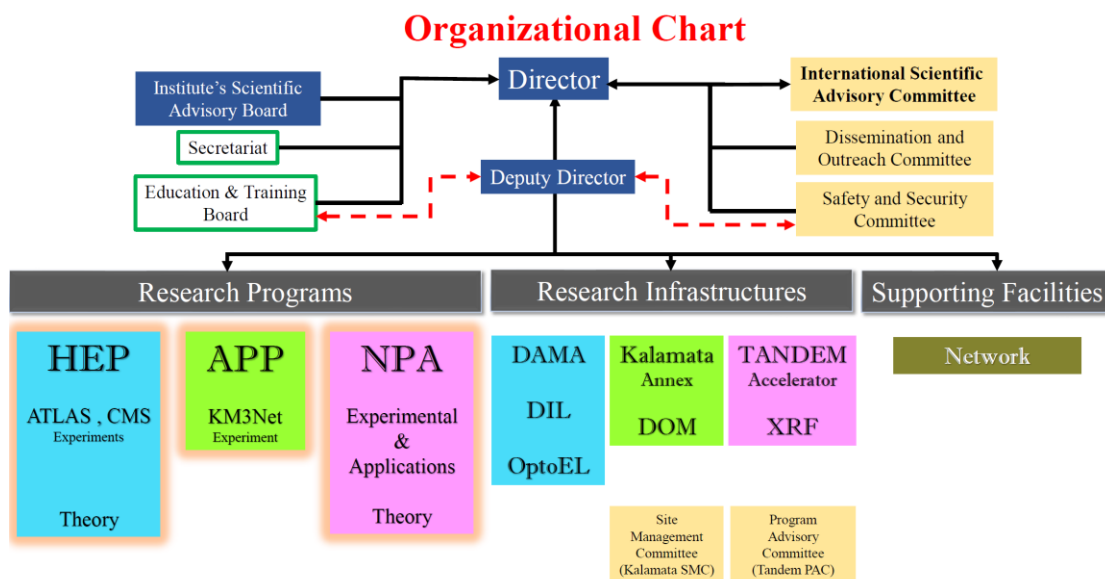 Organizational Chart
Institute's Scientific
Advisory Board
Director
International Scientific
Advisory Committee
Secretariat
Dissemination and
Outreach Committee
Education & Training
Board
Deputy Director
Safety and Security
Committee
Research Programs
Research Infrastructures
Supporting Facilities
HEP
ATLAS , CMS
Experiments
Theory
APP
KM3Net
Experiment
NPA
Experimental
&
Applications
Theory
DAMA
DIL
OptoEL
Kalamata
Annex
DOM
TANDEM
Accelerator
XRF
Network
Site
Management
Committee
(Kalamata SMC)
Program
Advisory
Committee
(Tandem PAC)